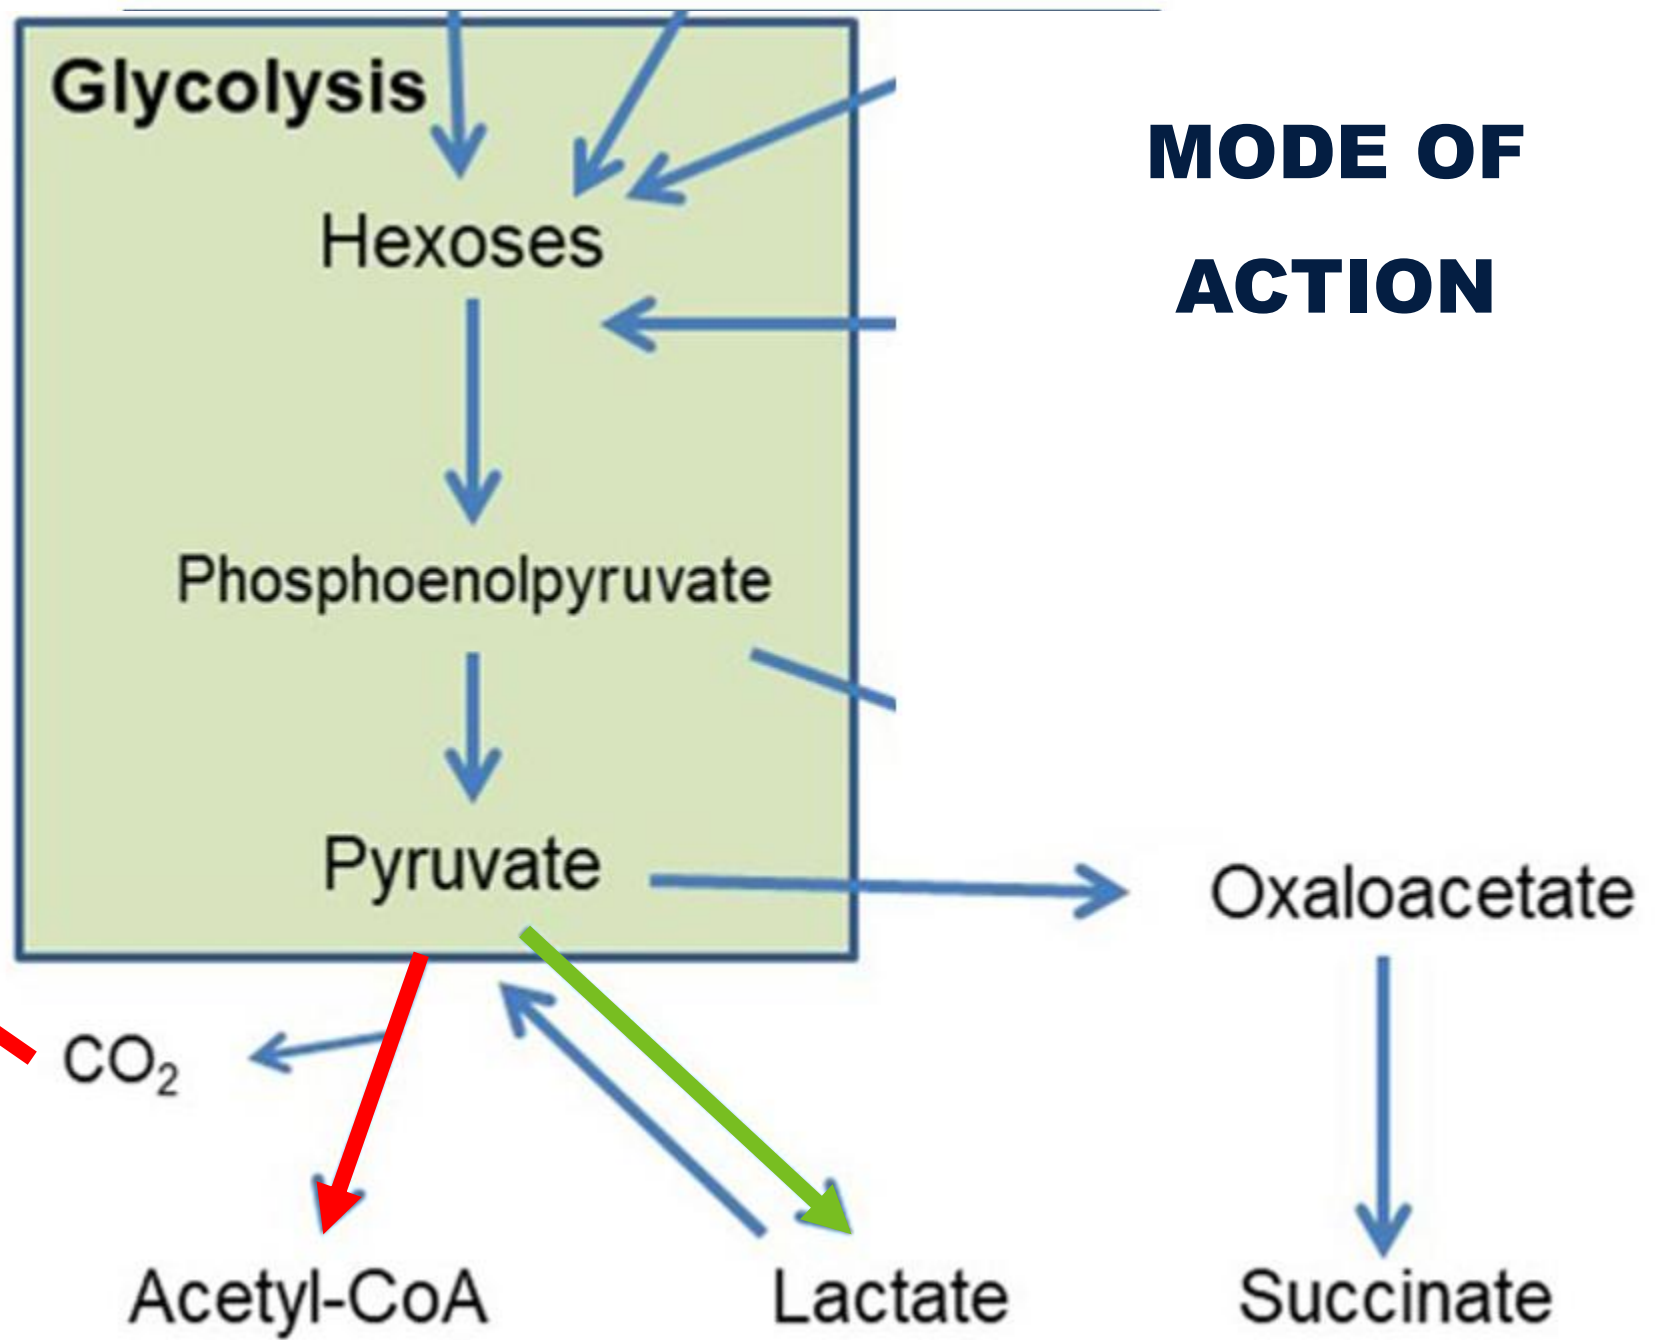 Glycolysis
MODE OF
ACTION
Hexoses
Phosphoenolpyruvate
Pyruvate
Oxaloacetate
CO₂
Acetyl-CoA
Lactate
Succinate